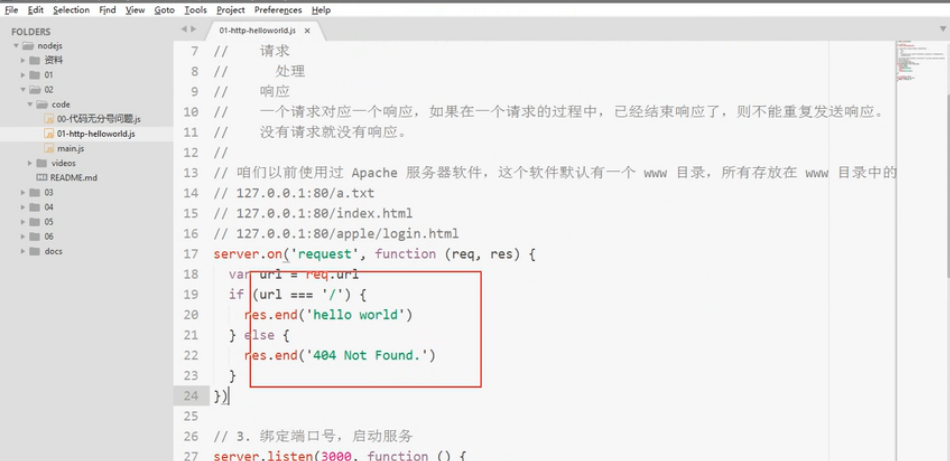 File Edit Selection Find View Goto Tools Project Preferences Help
FOLDERS
nodejs
资料
01
02
code
00-代码无分号问题.js
01-http-helloworld.js
main.js
videos
README.md
03
04
05
06
docs
01-http-helloworld.js ×
7 // 请求
8 // 处理
9 // 响应
10 // 一个请求对应一个响应，如果在一个请求的过程中，已经结束响应了，则不能重复发送响应。
11 // 没有请求就没有响应。
12 //
13 // 咱们以前使用过 Apache 服务器软件，这个软件默认有一个 www 目录，所有存放在 www 目录中的
14 // 127.0.0.1:80/a.txt
15 // 127.0.0.1:80/index.html
16 // 127.0.0.1:80/apple/login.html
17 server.on('request', function (req, res) {
18 var url = req.url
19 if (url === '/') {
20 res.end('hello world')
21 } else {
22 res.end('404 Not Found.')
23 }
24 })
25
26 // 3. 绑定端口号，启动服务
27 server.listen(3000, function () {